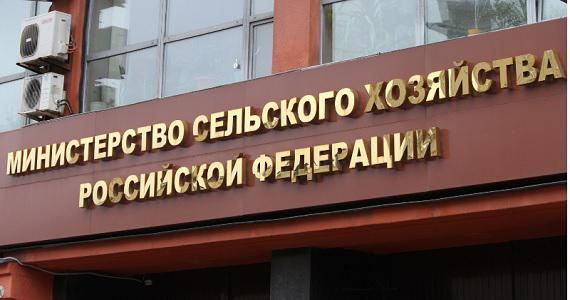 МИНИСТЕРСТВО СЕЛЬСКОГО ХОЗЯЙСТВА
РОССИЙСКОЙ ФЕДЕРАЦИИ